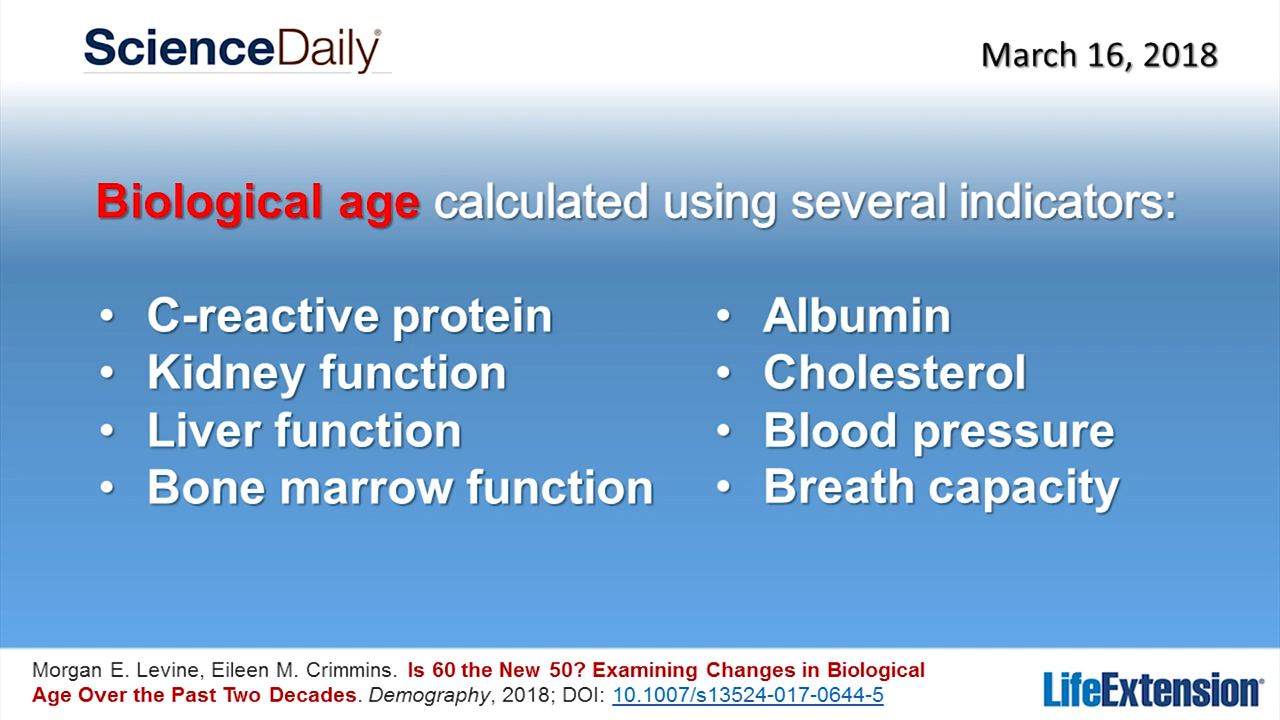 ScienceDaily®
March 16, 2018
Biological age calculated using several indicators:
• C-reactive protein
• Kidney function
• Liver function
• Bone marrow function
• Albumin
• Cholesterol
• Blood pressure
• Breath capacity
Morgan E. Levine, Eileen M. Crimmins. Is 60 the New 50? Examining Changes in Biological
Age Over the Past Two Decades. Demography, 2018; DOI: 10.1007/s13524-017-0644-5
LifeExtension®